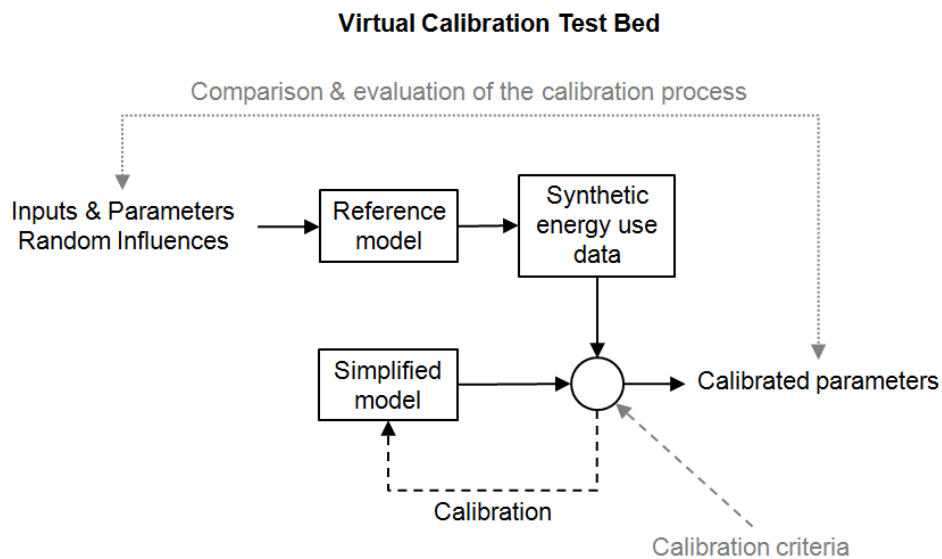 Virtual Calibration Test Bed
Comparison & evaluation of the calibration process
Inputs & Parameters
Random Influences
Reference
model
Synthetic
energy use
data
Simplified
model
Calibrated parameters
Calibration
Calibration criteria